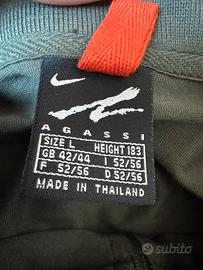 AGASSI
SIZE L HEIGHT 183
GB 42/44 I 52/56
F 52/56 D 52/56
MADE IN THAILAND
subito